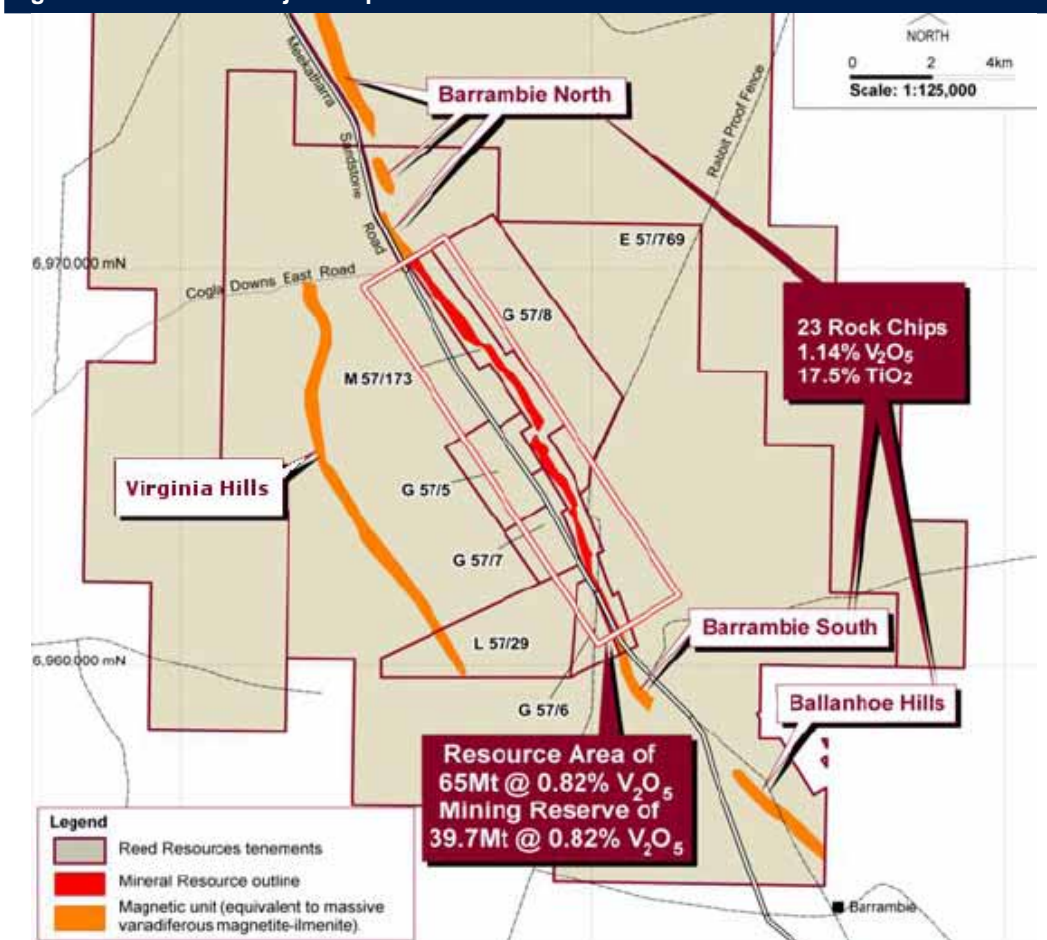 NORTH
0 2 4km
Scale: 1:125,000
Meekatharra
Sandstone
Road
Barrambie North
Rabbit Proof Fence
E 57/769
6,970,000 mN
Cogla Downs East Road
G 57/8
23 Rock Chips
1.14% V2O5
17.5% TiO2
M 57/173
Virginia Hills
G 57/5
G 57/7
Barrambie South
L 57/29
6,960,000 mN
G 57/6
Ballanhoe Hills
Resource Area of
65Mt @ 0.82% V2O5
Mining Reserve of
39.7Mt @ 0.82% V2O5
Legend
Reed Resources tenements
Mineral Resource outline
Magnetic unit (equivalent to massive
vanadiferous magnetite-ilmenite).
Barrambie